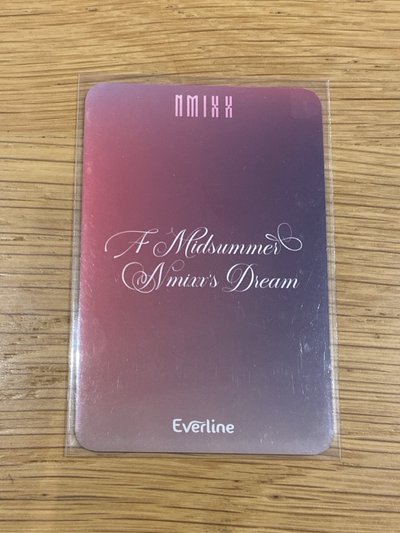 NMIXX
A Midsummer
Nmixx's Dream
Everline